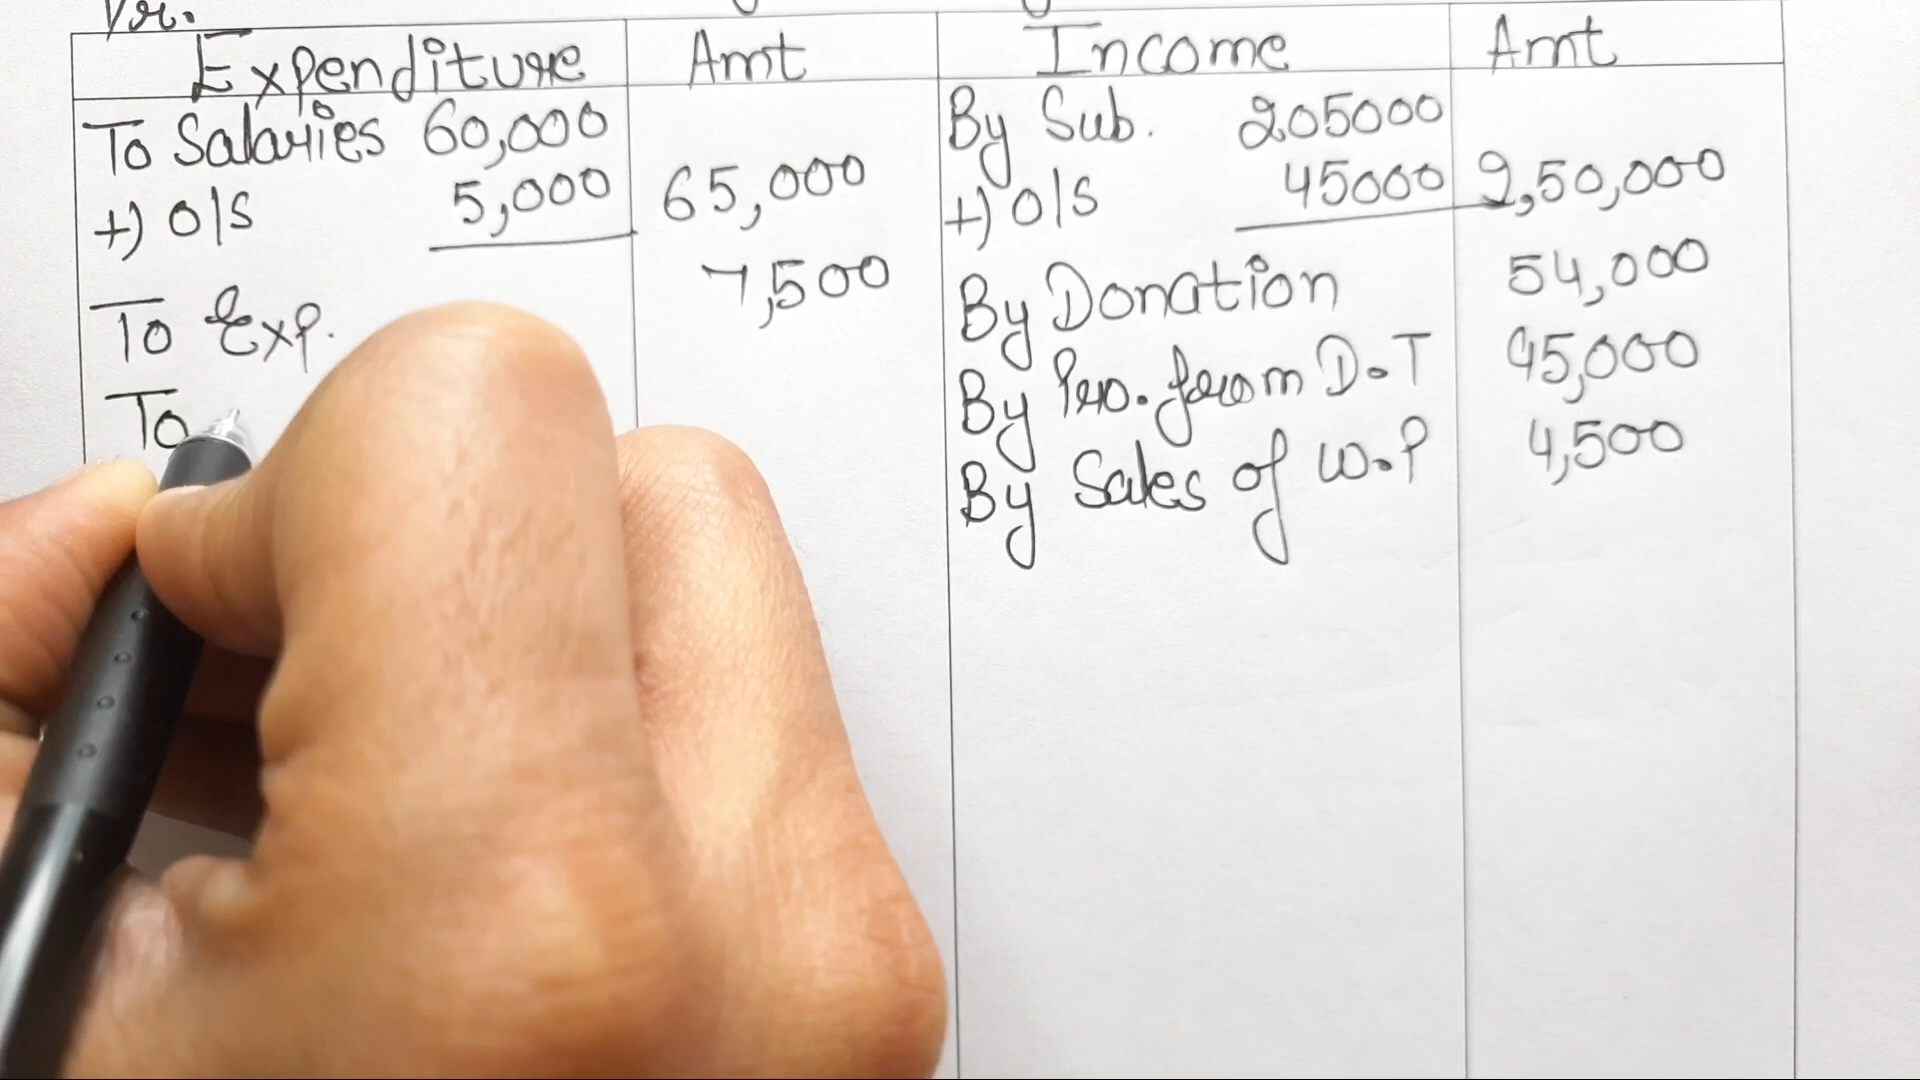 Dr.
Expenditure Amt Income Amt
To Salaries 60,000 By Sub. 205000
+) O/S 5,000 65,000 +) O/S 45000 2,50,000
To Exp. 7,500 By Donation 54,000
To By Pro. from D.T 95,000
By Sales of W.P 4,500